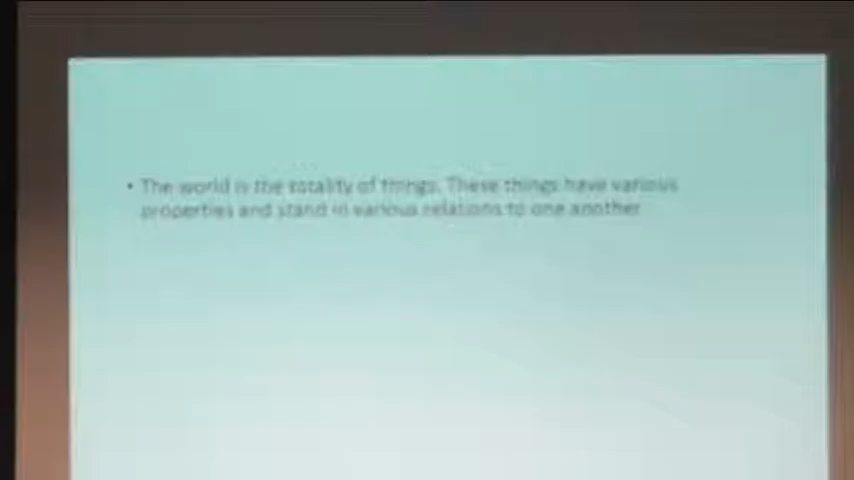 • The world is the totality of things. These things have various
properties and stand in various relations to one another.